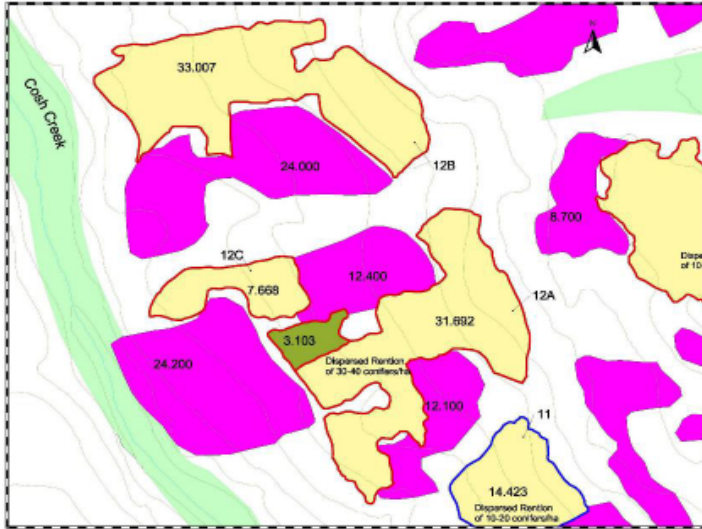 N
33.007
Cosh Creek
24.000
12B
8.700
12C
12.400
7.668
12A
31.692
3.103
Dispersed Rention
of 30-40 conifers/ha
24.200
12.100
11
14.423
Dispersed Rention
of 10-20 conifers/ha
of 10